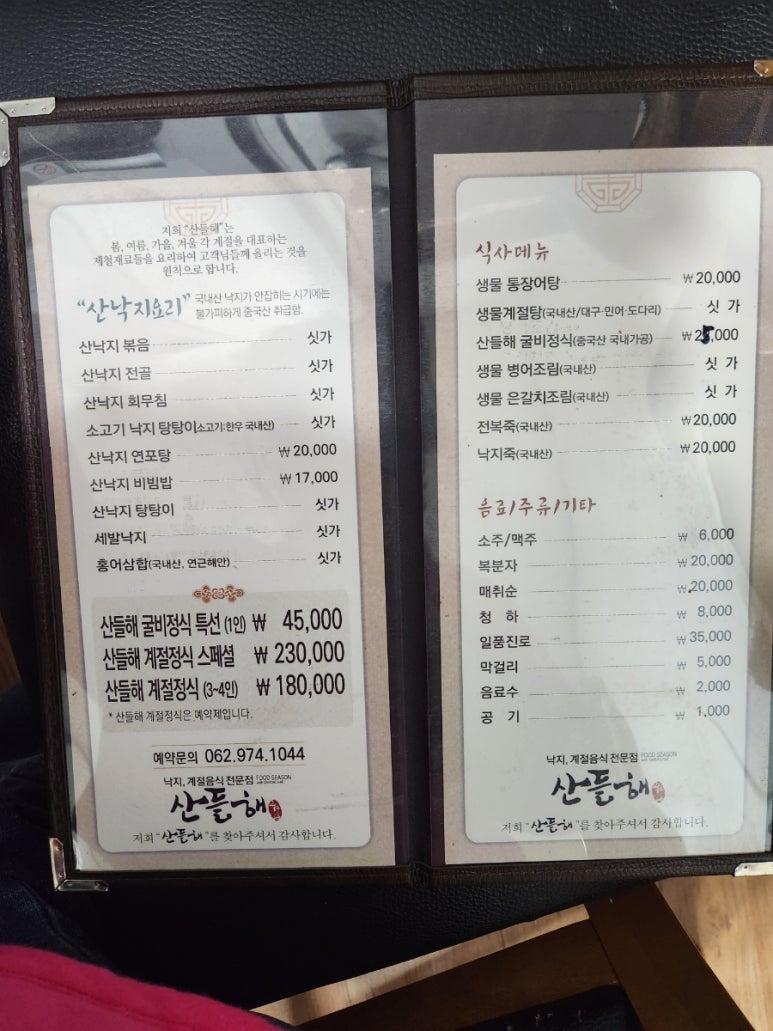 저희 "산들해"는
봄, 여름, 가을, 겨울 각 계절을 대표하는
제철재료들을 요리하여 고객님들께 올리는 것을
원칙으로 합니다.
"산낙지요리" 국내산 낙지가 안잡히는 시기에는
불가피하게 중국산 취급함.
산낙지 볶음 싯가
산낙지 전골 싯가
산낙지 회무침 싯가
소고기 낙지 탕탕이(소고기:한우 국내산) 싯가
산낙지 연포탕 ₩20,000
산낙지 비빔밥 ₩17,000
산낙지 탕탕이 싯가
세발낙지 싯가
홍어삼합(국내산, 연근해안) 싯가
산들해 굴비정식 특선 (1인) ₩ 45,000
산들해 계절정식 스페셜 ₩ 230,000
산들해 계절정식 (3~4인) ₩ 180,000
* 산들해 계절정식은 예약제입니다.
예약문의 062.974.1044
낙지, 계절음식 전문점 FOOD SEASON
산들해
저희 "산들해"를 찾아주셔서 감사합니다.
식사메뉴
생물 통장어탕 ₩20,000
생물계절탕(국내산/대구·민어·도다리) 싯 가
산들해 굴비정식(중국산 국내가공) ₩25,000
생물 병어조림(국내산) 싯 가
생물 은갈치조림(국내산) 싯 가
전복죽(국내산) ₩20,000
낙지죽(국내산) ₩20,000
음료/주류/기타
소주/맥주 ₩ 6,000
복분자 ₩20,000
매취순 ₩20,000
청 하 ₩ 8,000
일품진로 ₩35,000
막걸리 ₩ 5,000
음료수 ₩ 2,000
공 기 ₩ 1,000
낙지, 계절음식 전문점 FOOD SEASON
산들해
저희 "산들해"를 찾아주셔서 감사합니다.